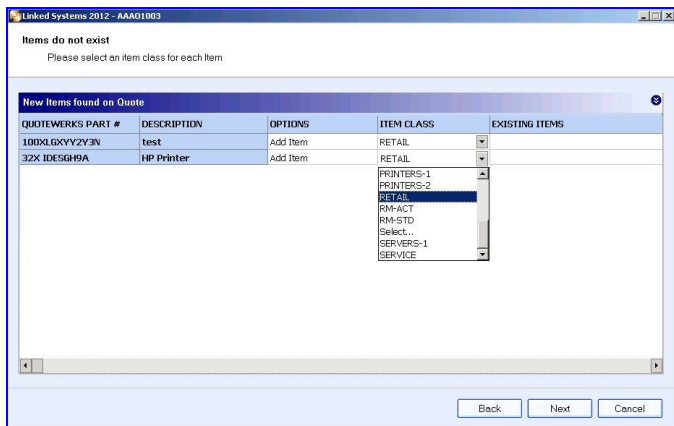 Linked Systems 2012 - AAAO1003
Items do not exist
Please select an item class for each Item
New Items found on Quote
QUOTEWERKS PART # DESCRIPTION OPTIONS ITEM CLASS EXISTING ITEMS
100XLGXYY2Y3N test Add Item RETAIL
32X IDESGH9A HP Printer Add Item RETAIL
PRINTERS-1
PRINTERS-2
RETAIL
RM-ACT
RM-STD
Select...
SERVERS-1
SERVICE
Back Next Cancel